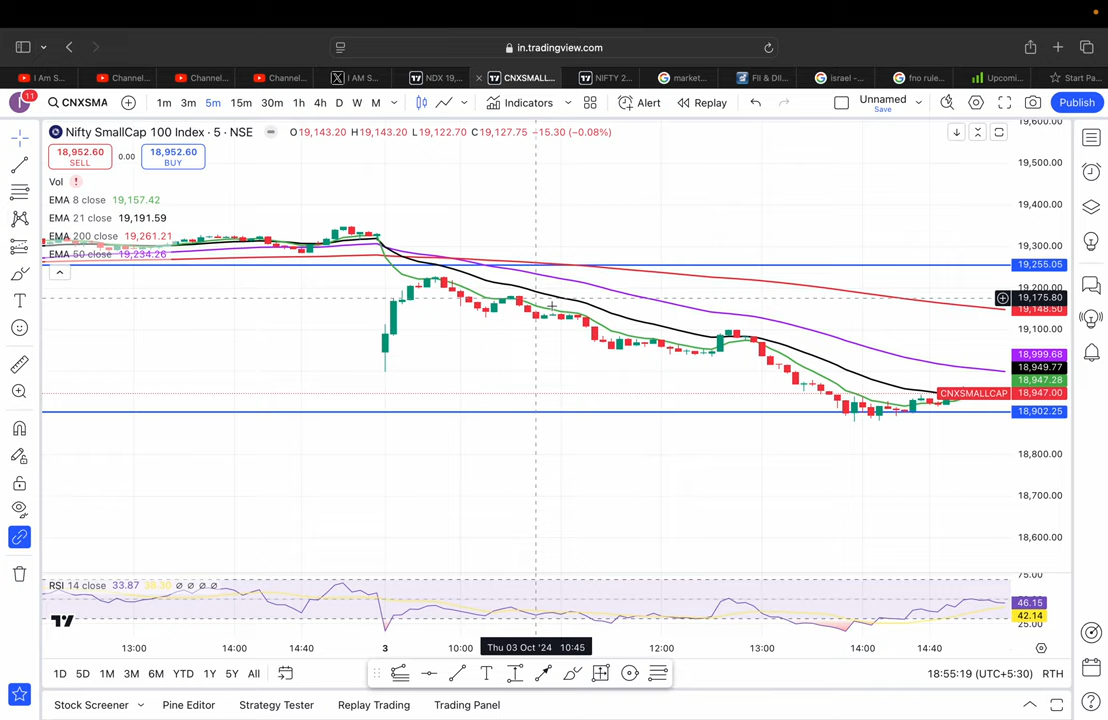 in.tradingview.com
I Am S...
Channel...
Channel...
Channel...
I AM S...
NDX 19,...
CNXSMALL...
NIFTY 2...
market...
FII & DII...
Israel -...
fno rule...
Upcomi...
Start Pa...
11
CNXSMA
1m 3m 5m 15m 30m 1h 4h D W M
Indicators
Alert
Replay
Unnamed
Save
Publish
Nifty SmallCap 100 Index · 5 · NSE
O19,143.20 H19,143.20 L19,122.70 C19,127.75 −15.30 (−0.08%)
18,952.60
SELL
0.00
18,952.60
BUY
Vol
EMA 8 close 19,157.42
EMA 21 close 19,191.59
EMA 200 close 19,261.21
EMA 50 close 19,234.26
19,600.00
19,500.00
19,400.00
19,300.00
19,255.05
19,200.00
19,175.80
19,148.50
19,100.00
18,999.68
18,949.77
18,947.28
CNXSMALLCAP 18,947.00
18,902.25
18,800.00
18,700.00
18,600.00
RSI 14 close 33.87 38.30 ∅ ∅ ∅ ∅
75.00
46.15
42.14
25.00
13:00 14:00 14:40 3 10:00 Thu 03 Oct '24 10:45 12:00 13:00 14:00 14:40
1D 5D 1M 3M 6M YTD 1Y 5Y All
18:55:19 (UTC+5:30) RTH
Stock Screener
Pine Editor
Strategy Tester
Replay Trading
Trading Panel